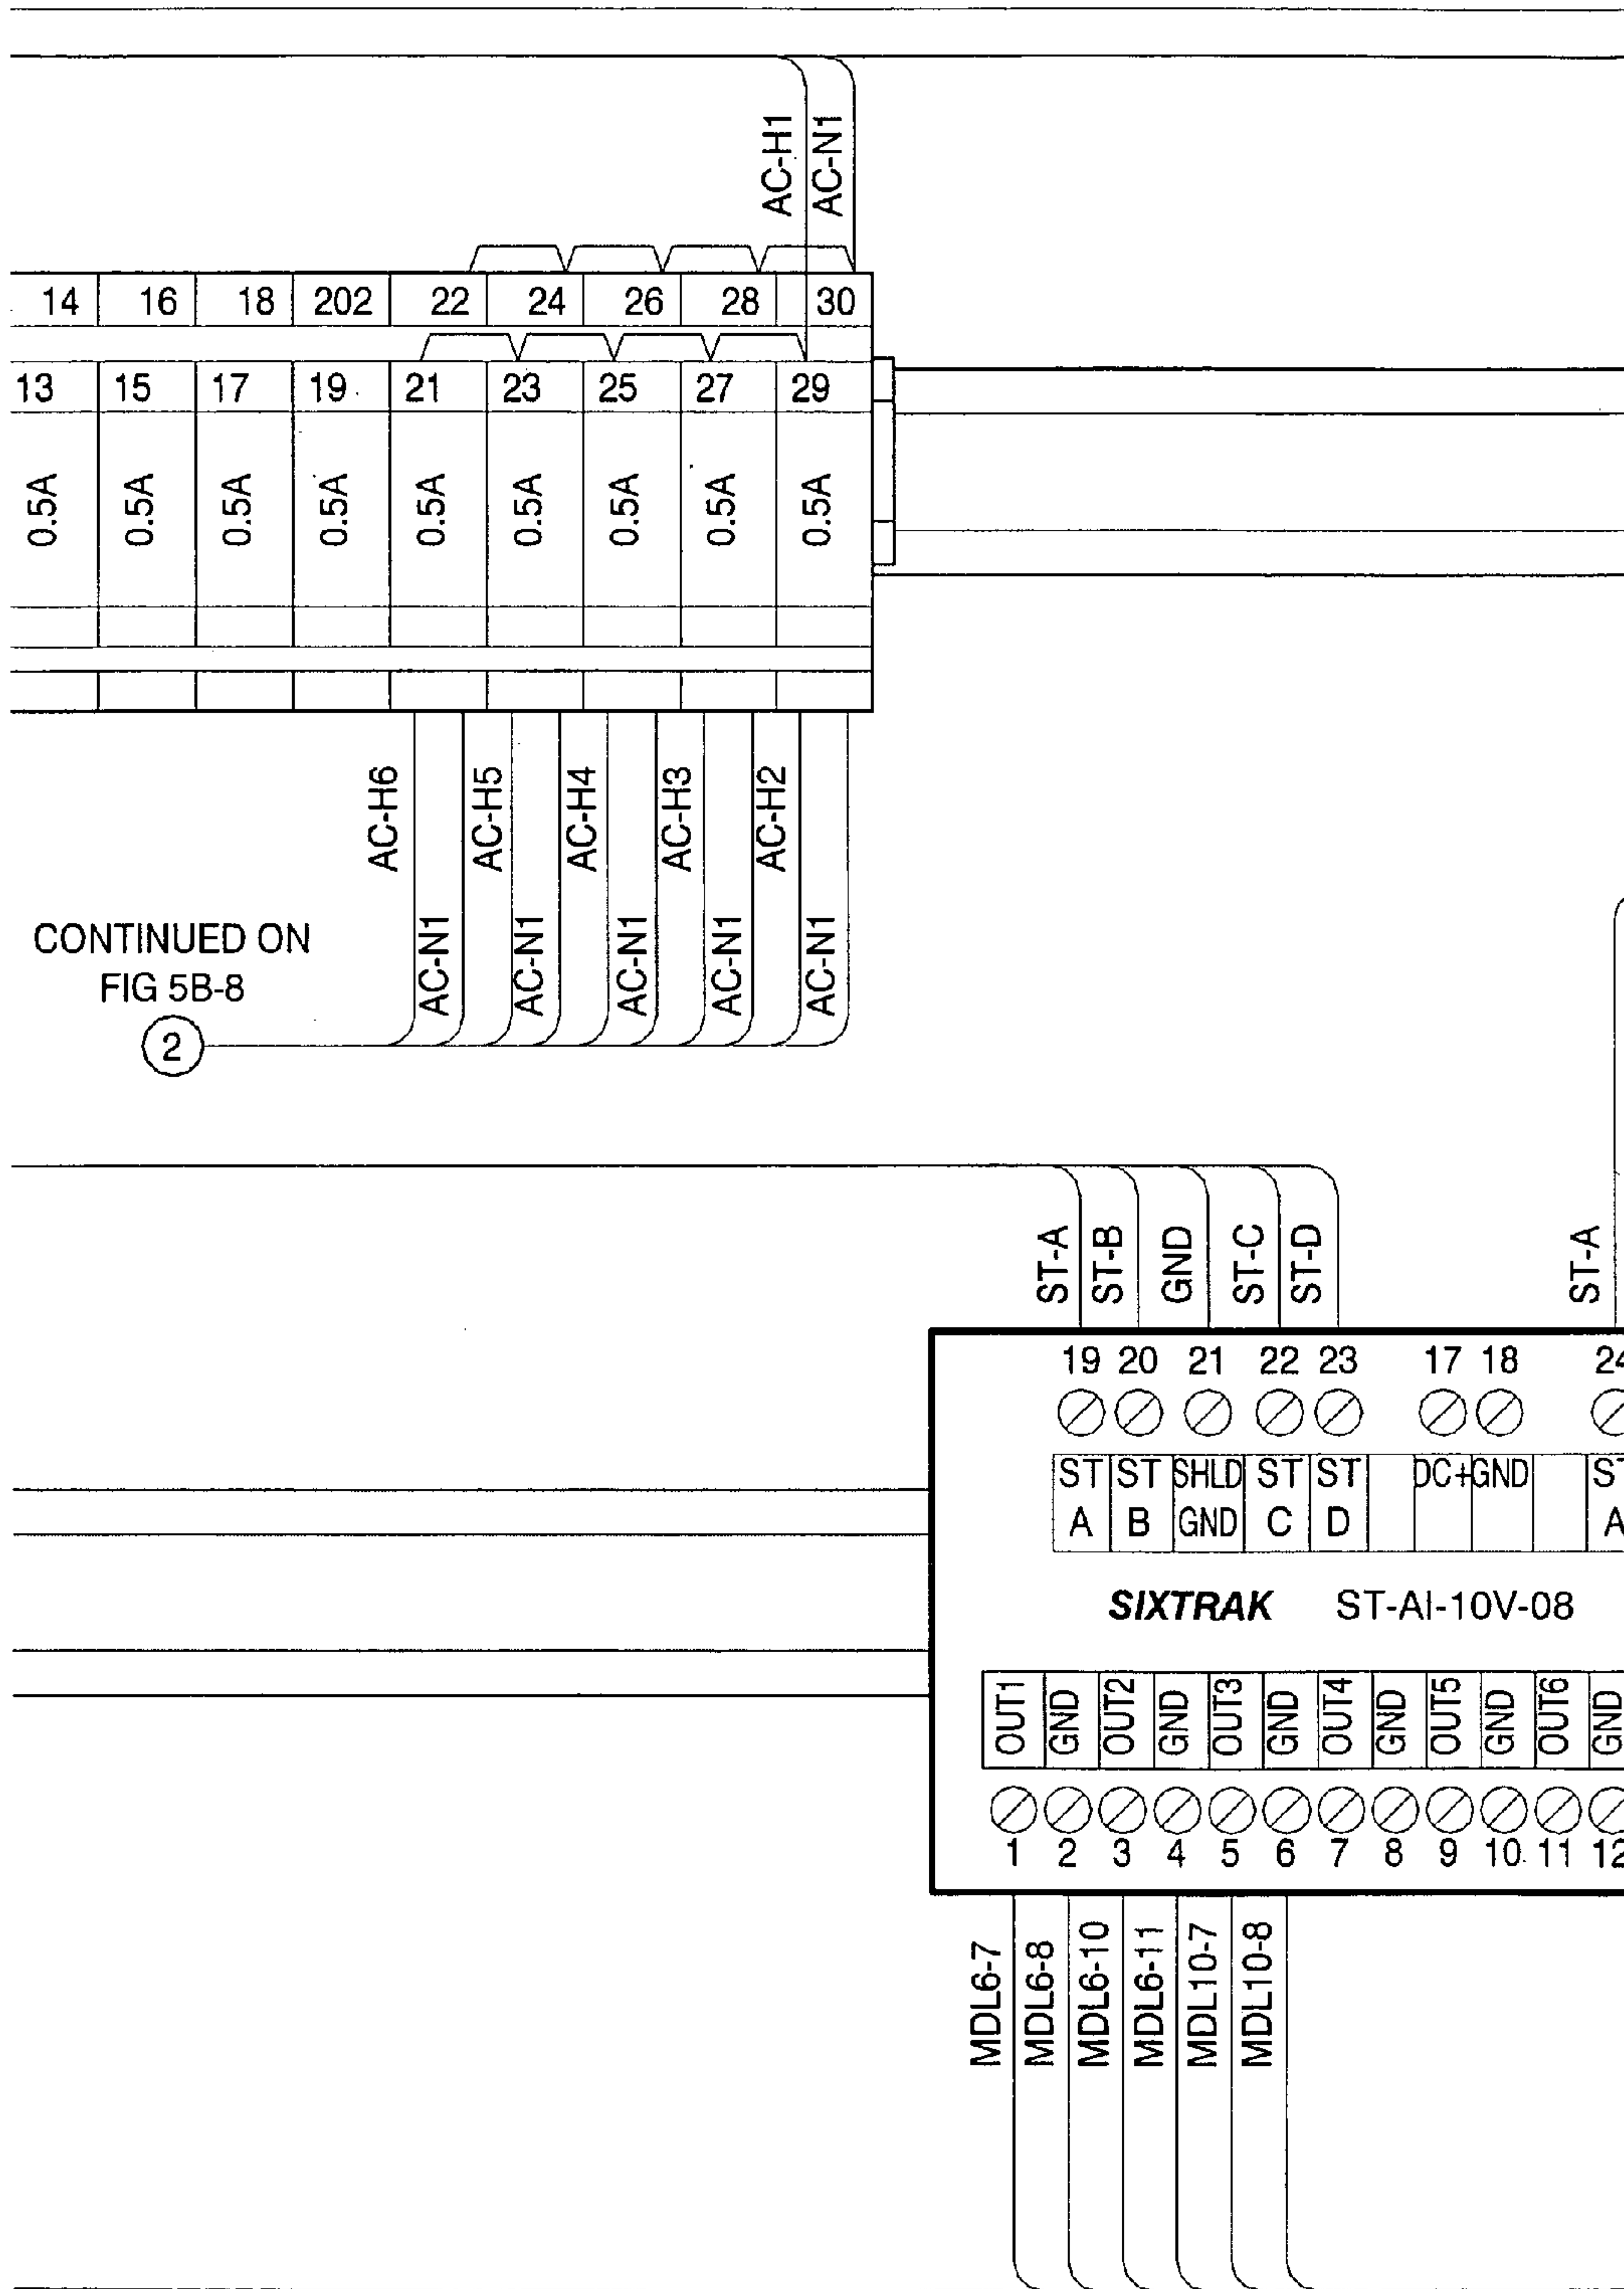 AC-H1
AC-N1
14 16 18 202 22 24 26 28 30
13 15 17 19 21 23 25 27 29
0.5A 0.5A 0.5A 0.5A 0.5A 0.5A 0.5A 0.5A 0.5A
AC-H6 AC-H5 AC-H4 AC-H3 AC-H2
AC-N1 AC-N1 AC-N1 AC-N1 AC-N1
CONTINUED ON
FIG 5B-8
2
ST-A ST-B GND ST-C ST-D ST-A
19 20 21 22 23 17 18 24
ST ST SHLD ST ST DC+ GND ST
A B GND C D A
SIXTRAK ST-AI-10V-08
OUT1 GND OUT2 GND OUT3 GND OUT4 GND OUT5 GND OUT6 GND
1 2 3 4 5 6 7 8 9 10 11 12
MDL6-7 MDL6-8 MDL6-10 MDL6-11 MDL10-7 MDL10-8